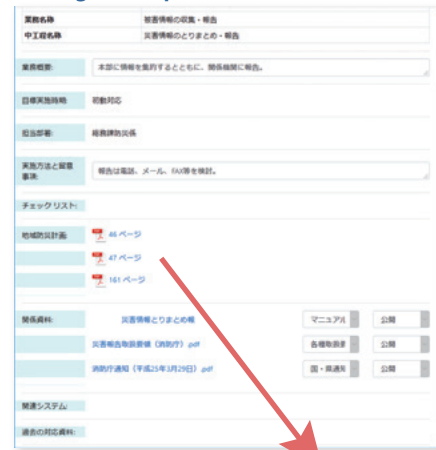 業務名称 被害情報の収集・報告
中工程名称 災害情報のとりまとめ・報告
業務概要: 本部に情報を集約するとともに、関係機関に報告。
目標実施時期: 初動対応
担当部署: 総務課防災係
実施方法と留意 報告は電話、メール、FAX等を検討。
事項:
チェックリスト:
地域防災計画: 46 ページ
47 ページ
161 ページ
関係資料: 災害情報とりまとめ報 マニュアル 公開
災害報告取扱要領（消防庁）.pdf 各種取扱要 公開
消防庁通知（平成25年3月29日）.pdf 国・県通知 公開
関連システム:
過去の対応資料: